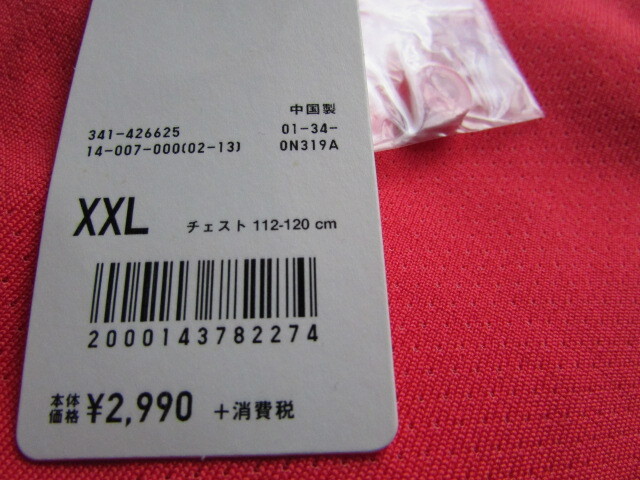 中国製
341-426625 01-34-
14-007-000(02-13) 0N319A
XXL チェスト 112-120 cm
2000143782274
本体価格 ¥2,990 +消費税